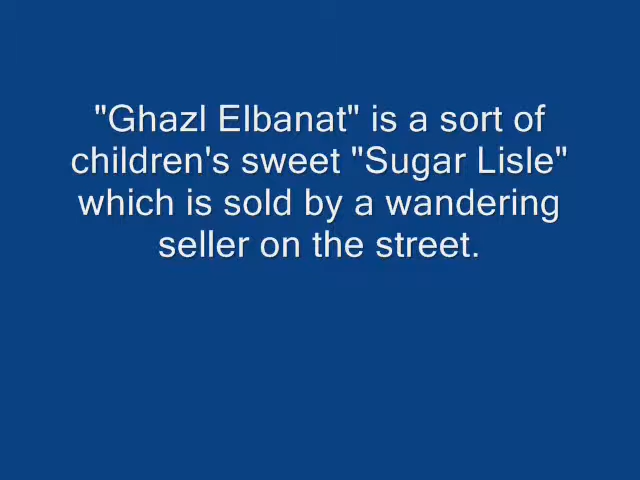 "Ghazl Elbanat" is a sort of
children's sweet "Sugar Lisle"
which is sold by a wandering
seller on the street.